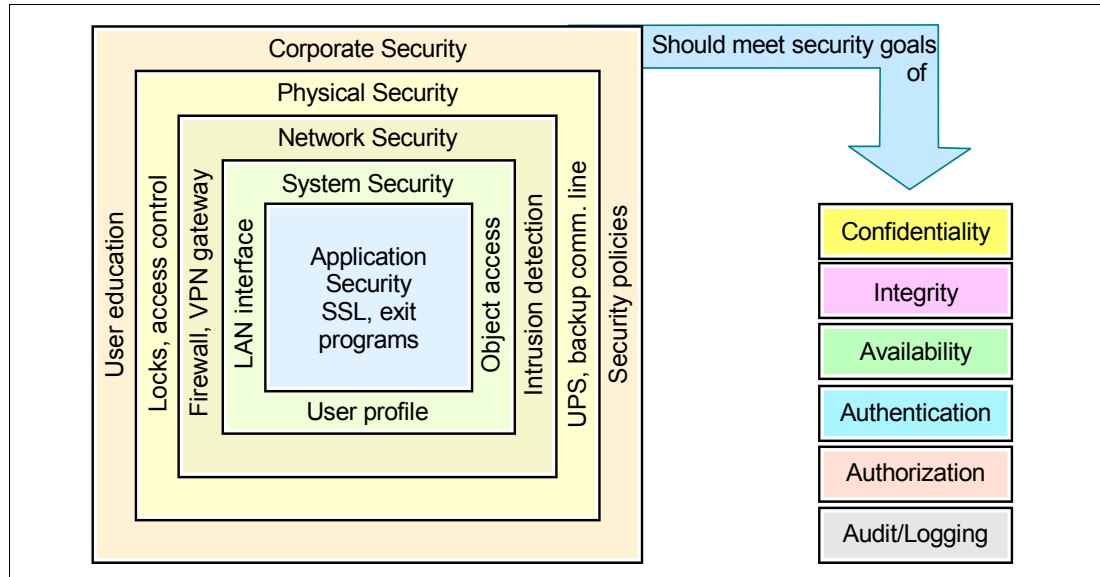 Corporate Security
Physical Security
Network Security
System Security
Application
Security
SSL, exit
programs
User profile
User education
Locks, access control
Firewall, VPN gateway
LAN interface
Object access
Intrusion detection
UPS, backup comm. line
Security policies
Should meet security goals
of
Confidentiality
Integrity
Availability
Authentication
Authorization
Audit/Logging